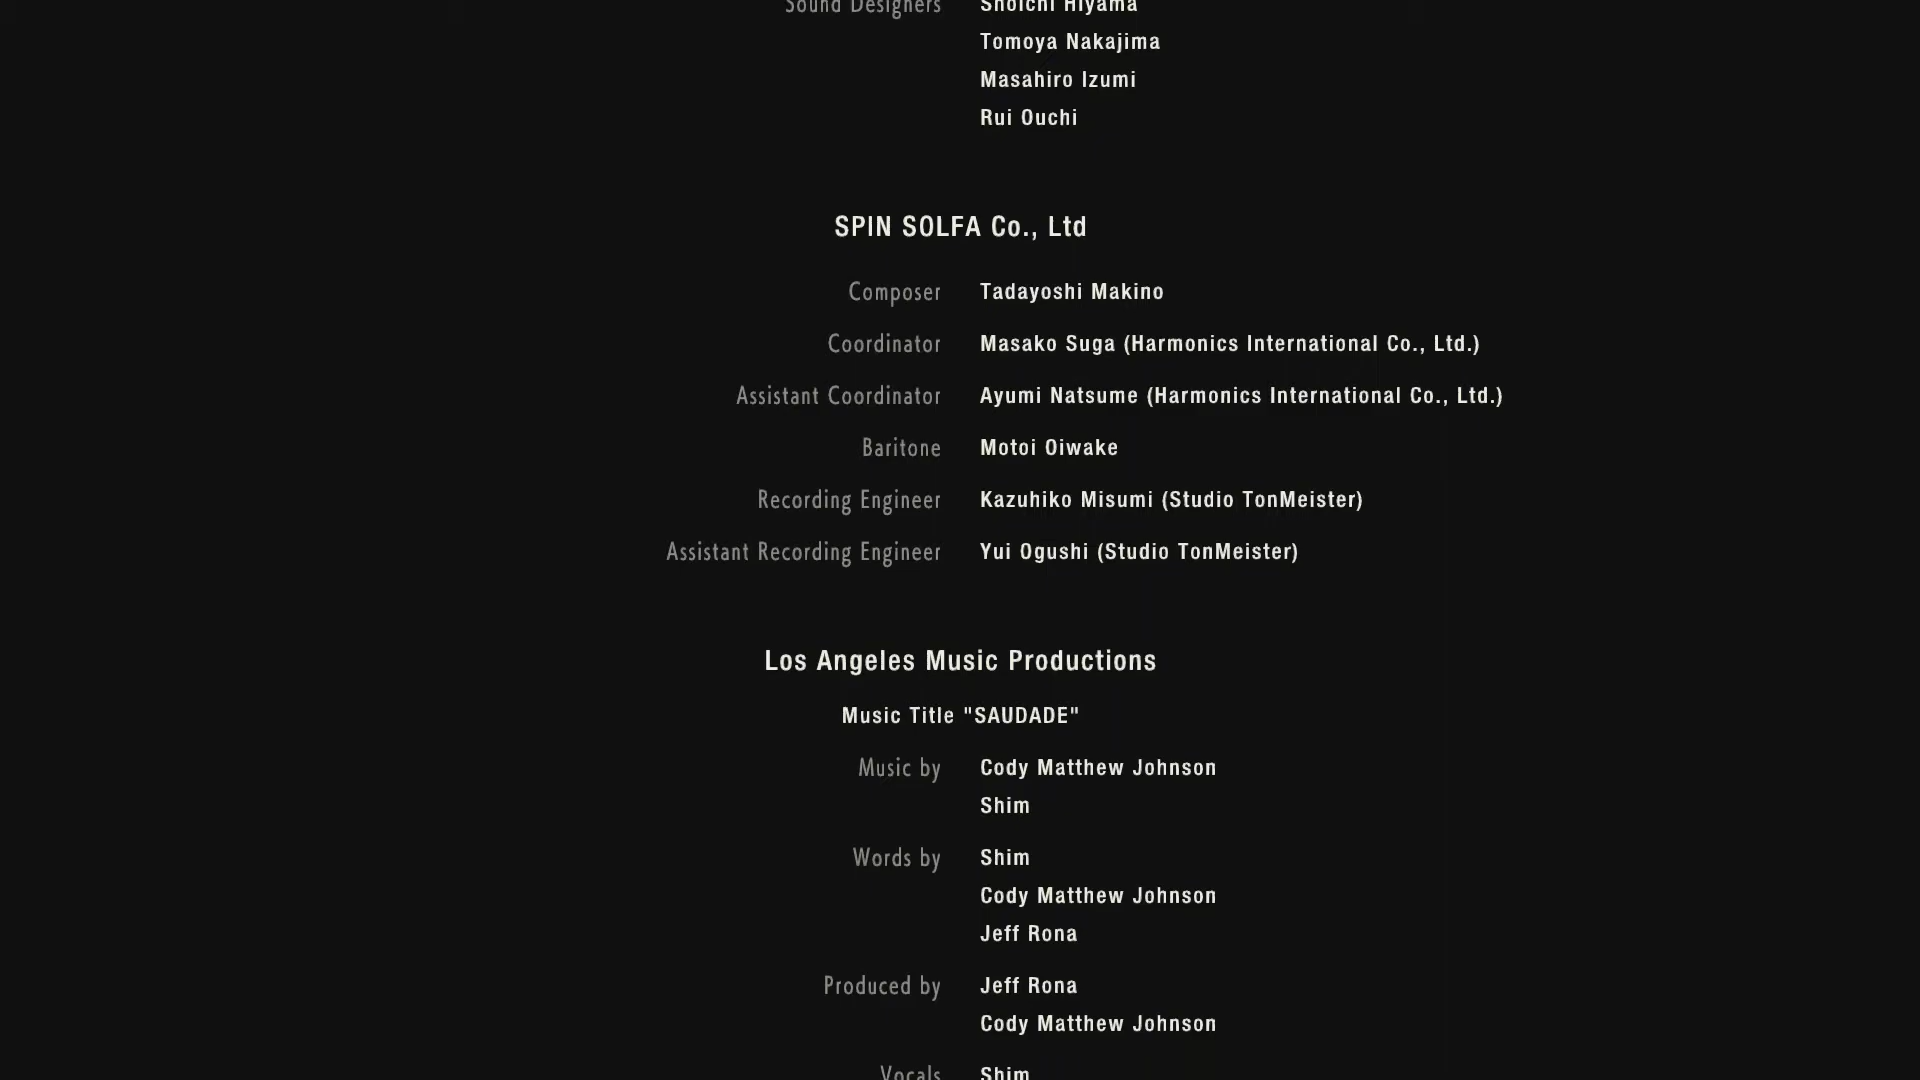 Sound Designers Shoichi Hiyama
Tomoya Nakajima
Masahiro Izumi
Rui Ouchi
SPIN SOLFA Co., Ltd
Composer Tadayoshi Makino
Coordinator Masako Suga (Harmonics International Co., Ltd.)
Assistant Coordinator Ayumi Natsume (Harmonics International Co., Ltd.)
Baritone Motoi Oiwake
Recording Engineer Kazuhiko Misumi (Studio TonMeister)
Assistant Recording Engineer Yui Ogushi (Studio TonMeister)
Los Angeles Music Productions
Music Title "SAUDADE"
Music by Cody Matthew Johnson
Shim
Words by Shim
Cody Matthew Johnson
Jeff Rona
Produced by Jeff Rona
Cody Matthew Johnson
Vocals Shim